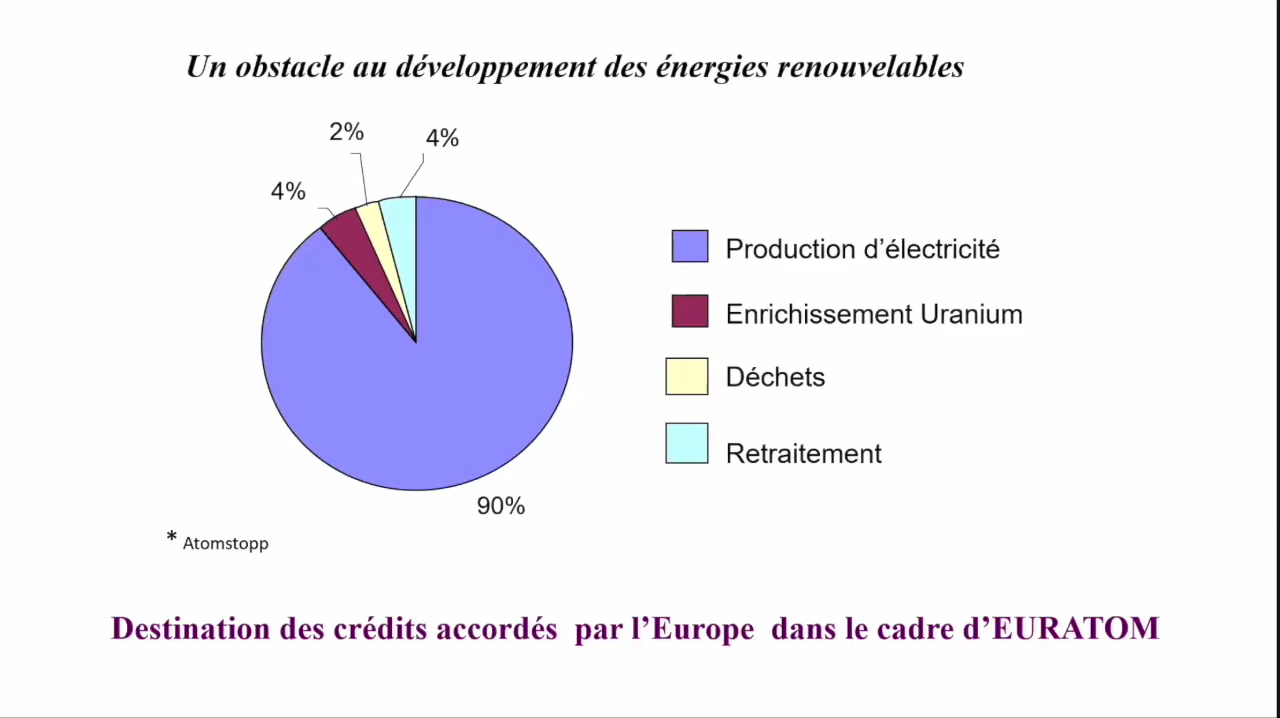 Un obstacle au développement des énergies renouvelables
2%
4%
4%
Production d’électricité
Enrichissement Uranium
Déchets
Retraitement
90%
* Atomstopp
Destination des crédits accordés par l’Europe dans le cadre d’EURATOM